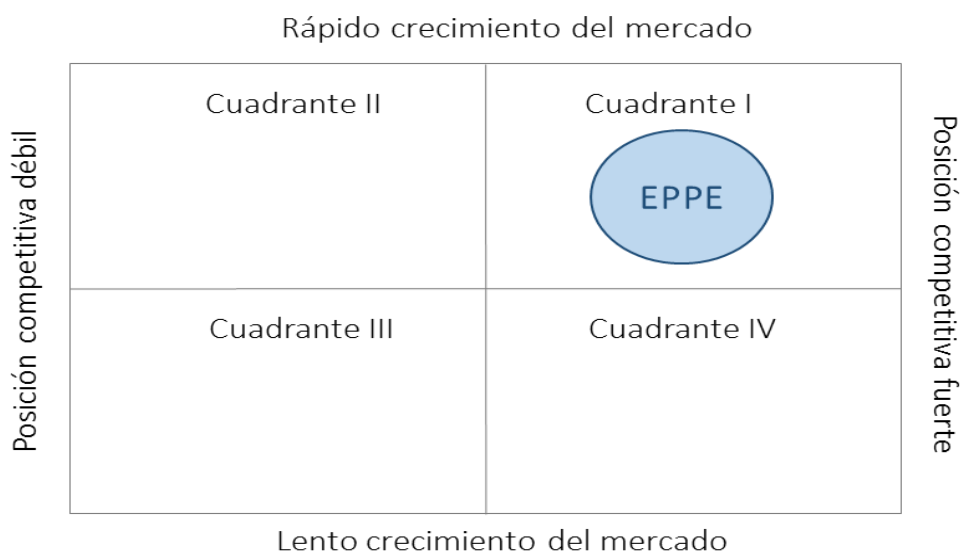 Rápido crecimiento del mercado
Cuadrante II
Cuadrante I
EPPE
Posición competitiva débil
Posición competitiva fuerte
Cuadrante III
Cuadrante IV
Lento crecimiento del mercado